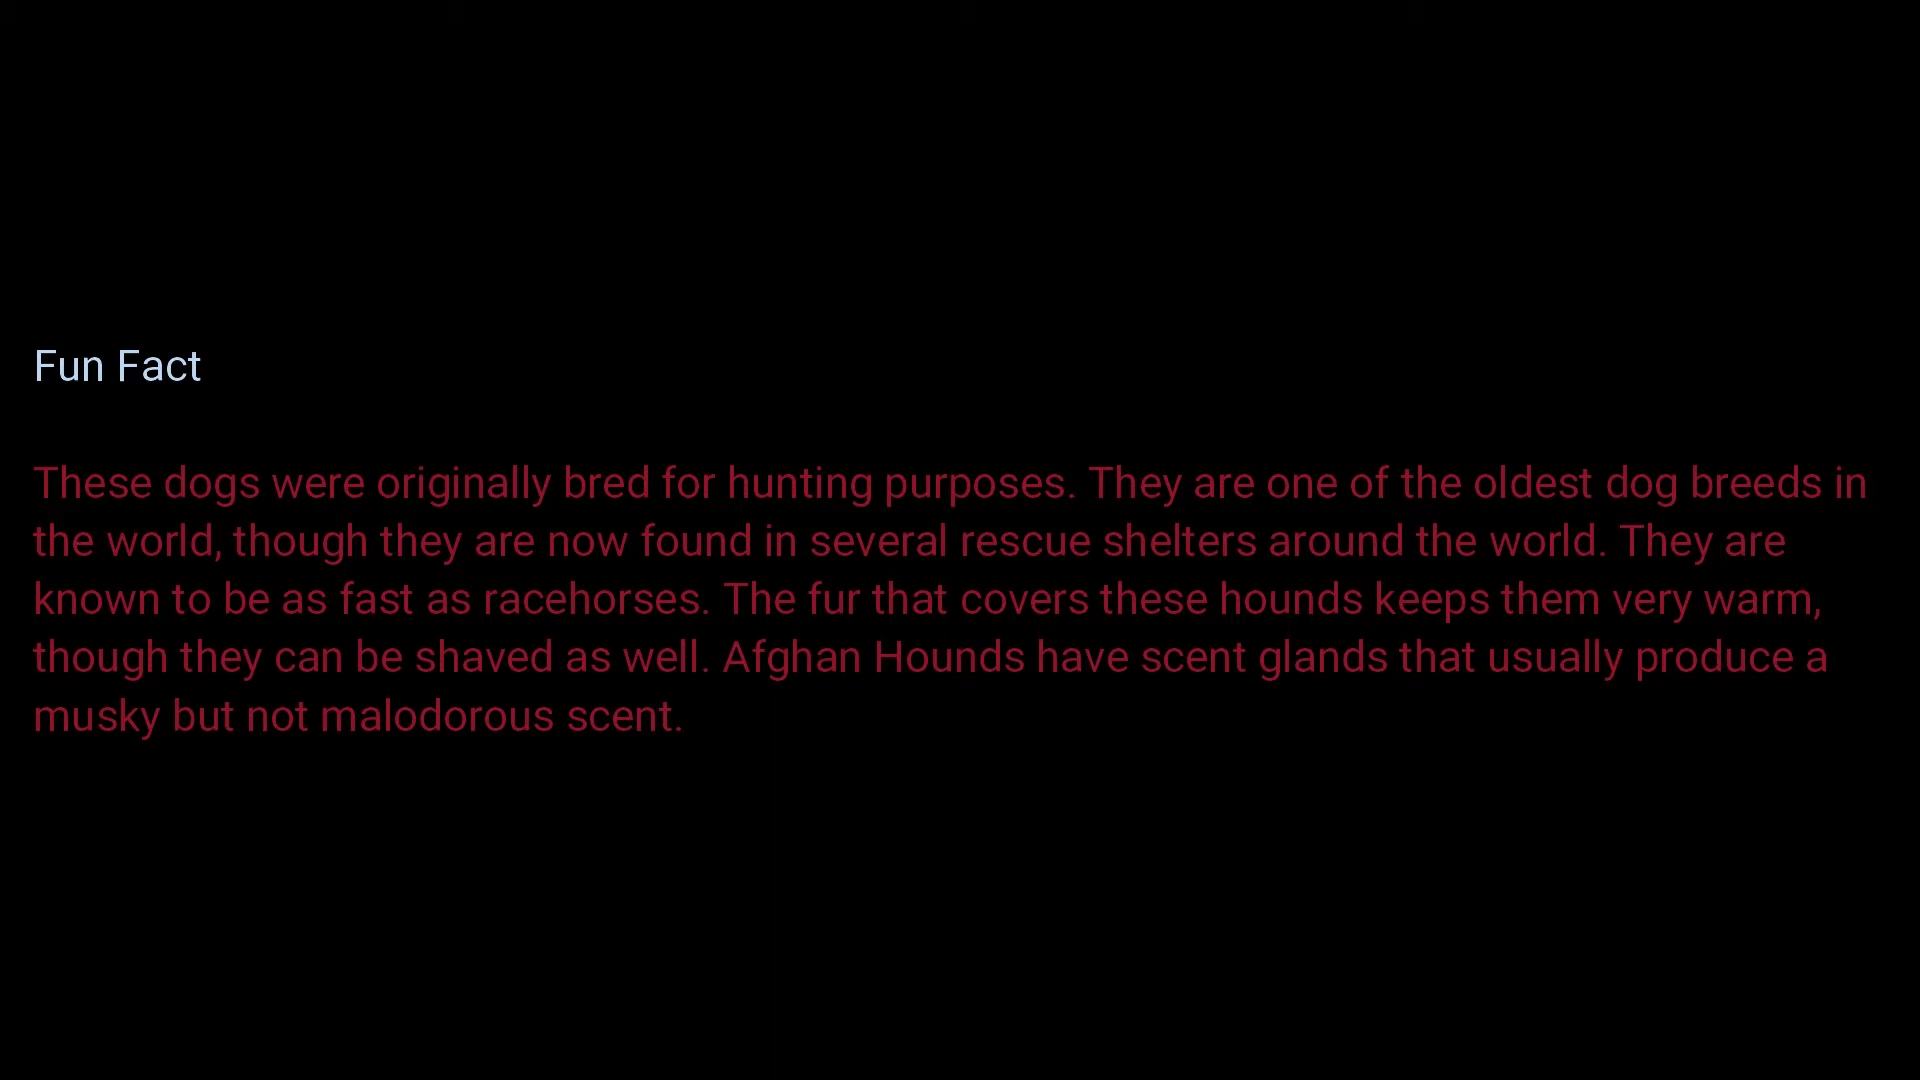 Fun Fact
These dogs were originally bred for hunting purposes. They are one of the oldest dog breeds in
the world, though they are now found in several rescue shelters around the world. They are
known to be as fast as racehorses. The fur that covers these hounds keeps them very warm,
though they can be shaved as well. Afghan Hounds have scent glands that usually produce a
musky but not malodorous scent.